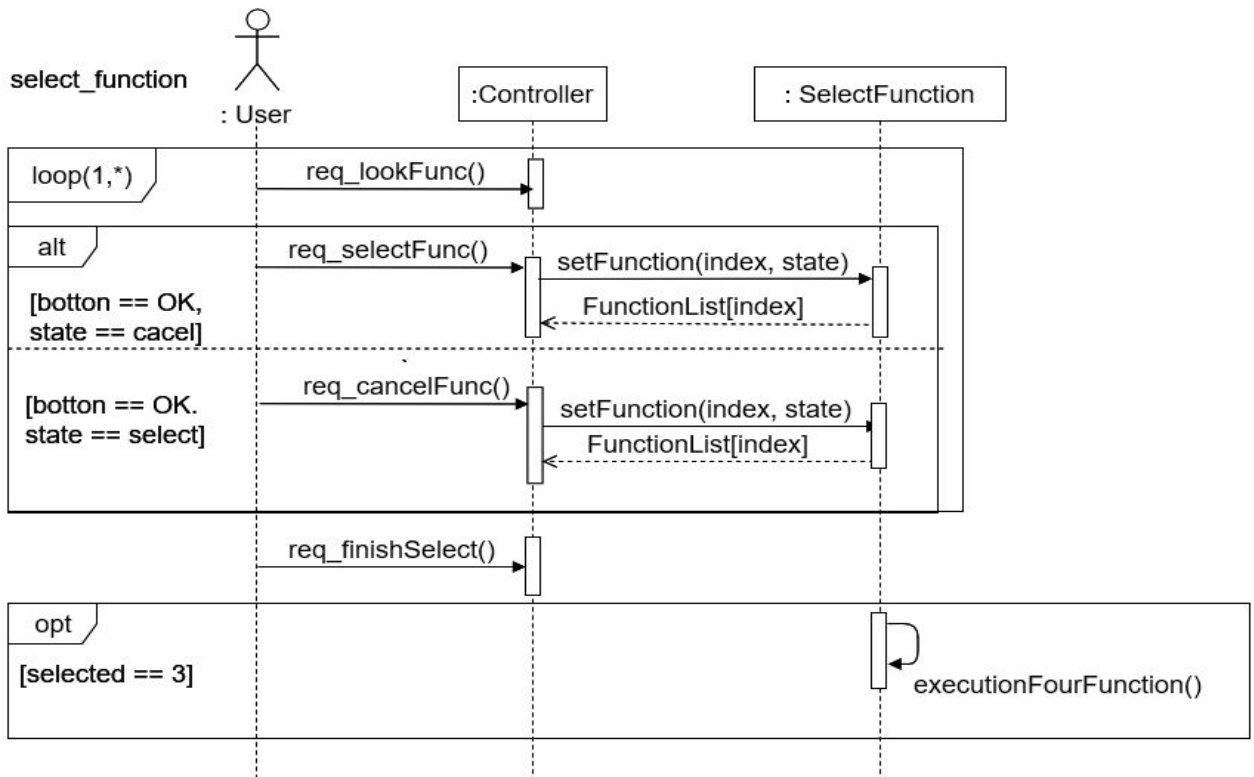 select_function
: User
:Controller
: SelectFunction
loop(1,*)
req_lookFunc()
alt
req_selectFunc()
setFunction(index, state)
FunctionList[index]
[botton == OK,
state == cacel]
req_cancelFunc()
[botton == OK.
state == select]
setFunction(index, state)
FunctionList[index]
req_finishSelect()
opt
[selected == 3]
executionFourFunction()